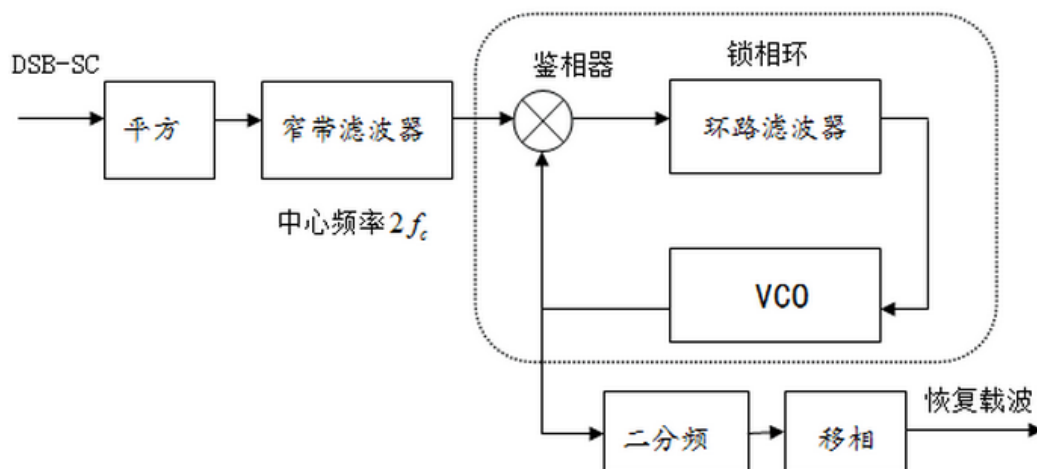 DSB-SC
平方
窄带滤波器
中心频率2f_c
鉴相器
锁相环
环路滤波器
VCO
二分频
移相
恢复载波